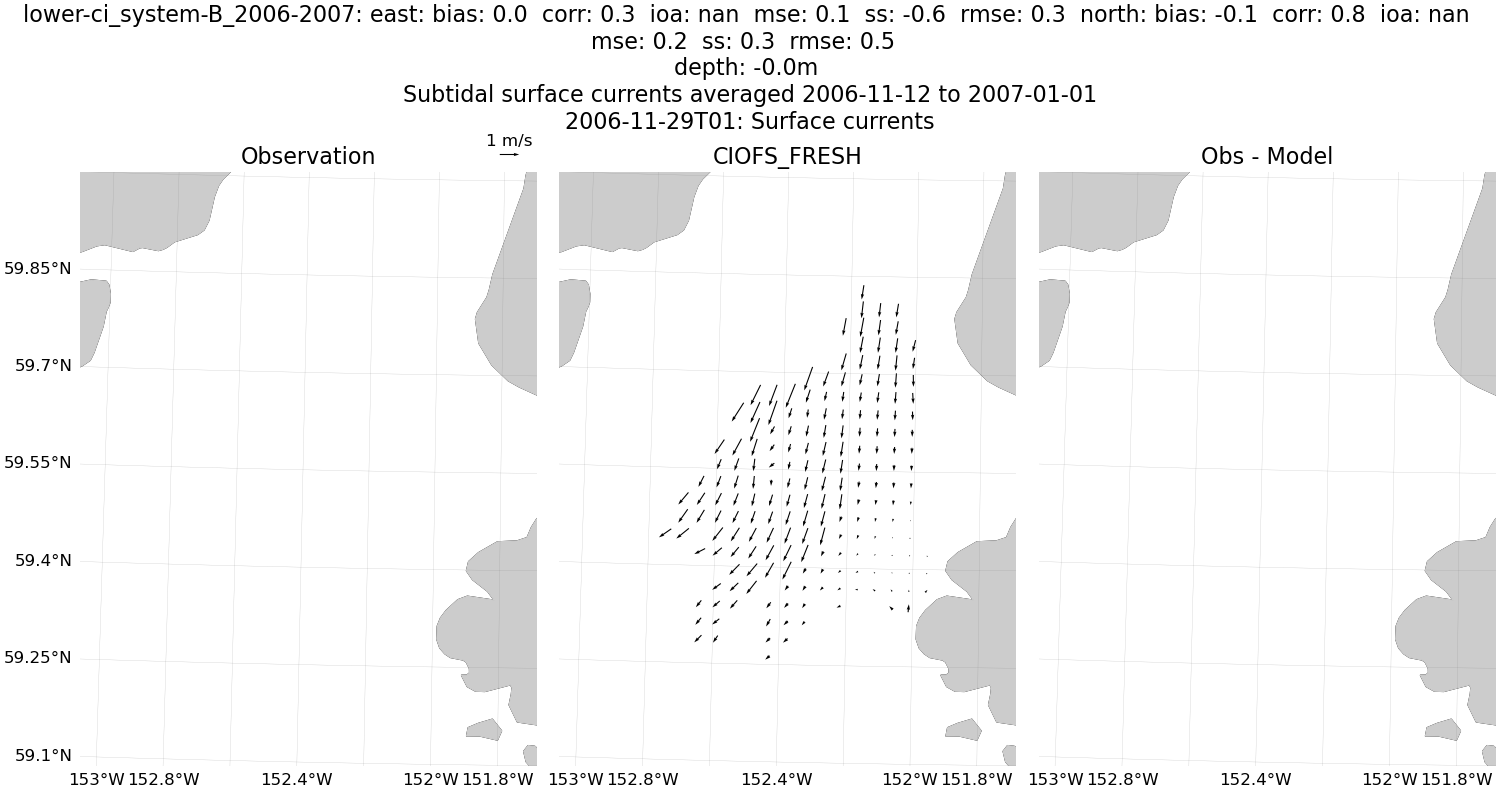 lower-ci_system-B_2006-2007: east: bias: 0.0  corr: 0.3  ioa: nan  mse: 0.1  ss: -0.6  rmse: 0.3  north: bias: -0.1  corr: 0.8  ioa: nan
mse: 0.2  ss: 0.3  rmse: 0.5
depth: -0.0m
Subtidal surface currents averaged 2006-11-12 to 2007-01-01
2006-11-29T01: Surface currents
1 m/s
Observation
CIOFS_FRESH
Obs - Model
59.85°N
59.7°N
59.55°N
59.4°N
59.25°N
59.1°N
153°W 152.8°W 152.4°W 152°W 151.8°W
153°W 152.8°W 152.4°W 152°W 151.8°W
153°W 152.8°W 152.4°W 152°W 151.8°W